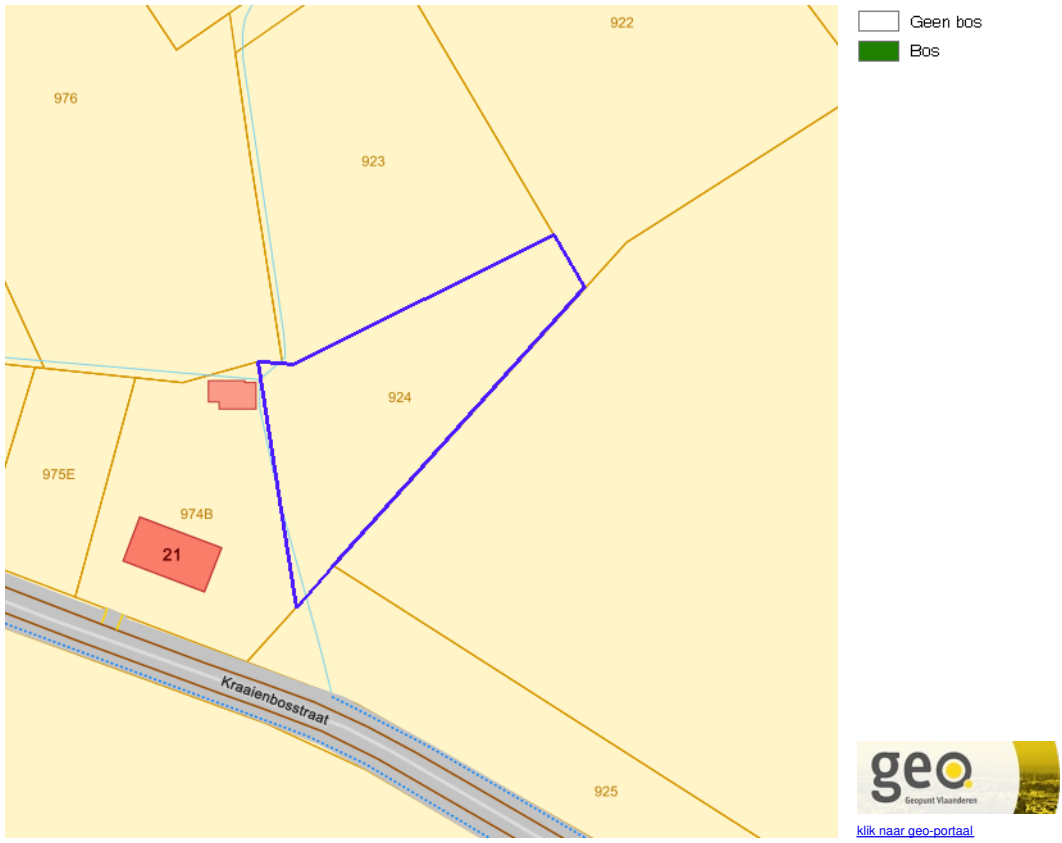 922
Geen bos
Bos
976
923
924
975E
974B
21
Kraaienbosstraat
925
geo
Geopunt Vlaanderen
klik naar geo-portaal